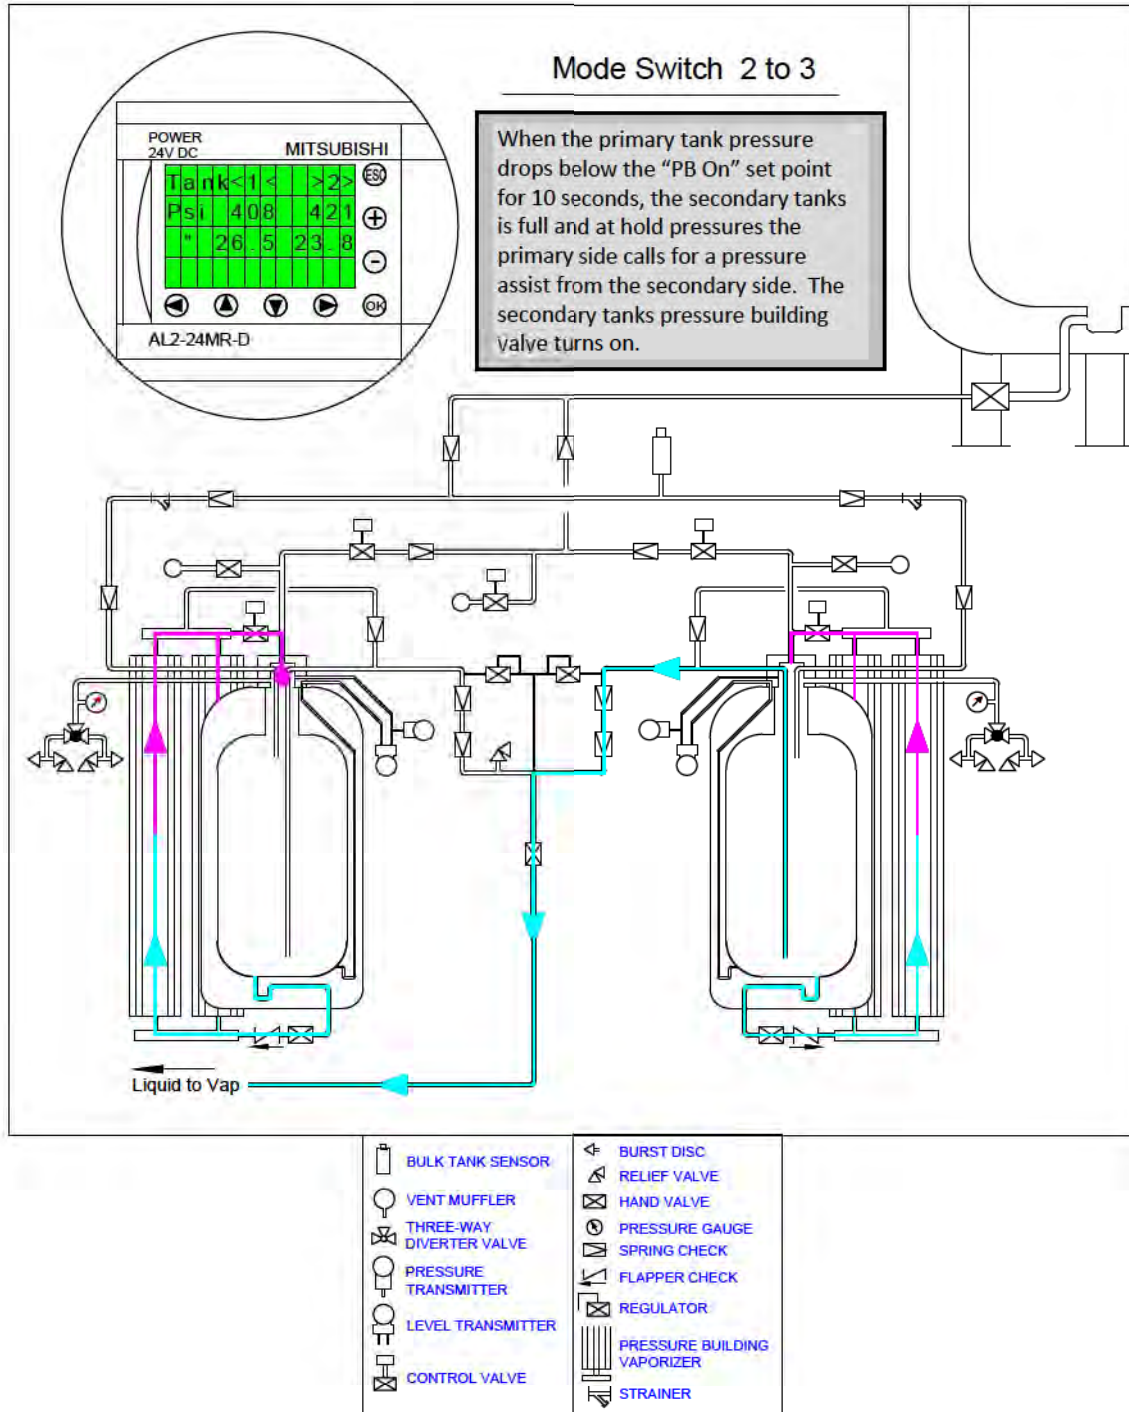 Mode Switch 2 to 3
When the primary tank pressure
drops below the “PB On” set point
for 10 seconds, the secondary tanks
is full and at hold pressures the
primary side calls for a pressure
assist from the secondary side. The
secondary tanks pressure building
valve turns on.
POWER
24V DC
MITSUBISHI
Tank<1< >2>
Psi 408 421
" 26.5 23.8
ESC
+
-
OK
AL2-24MR-D
Liquid to Vap
BULK TANK SENSOR
VENT MUFFLER
THREE-WAY
DIVERTER VALVE
PRESSURE
TRANSMITTER
LEVEL TRANSMITTER
CONTROL VALVE
BURST DISC
RELIEF VALVE
HAND VALVE
PRESSURE GAUGE
SPRING CHECK
FLAPPER CHECK
REGULATOR
PRESSURE BUILDING
VAPORIZER
STRAINER